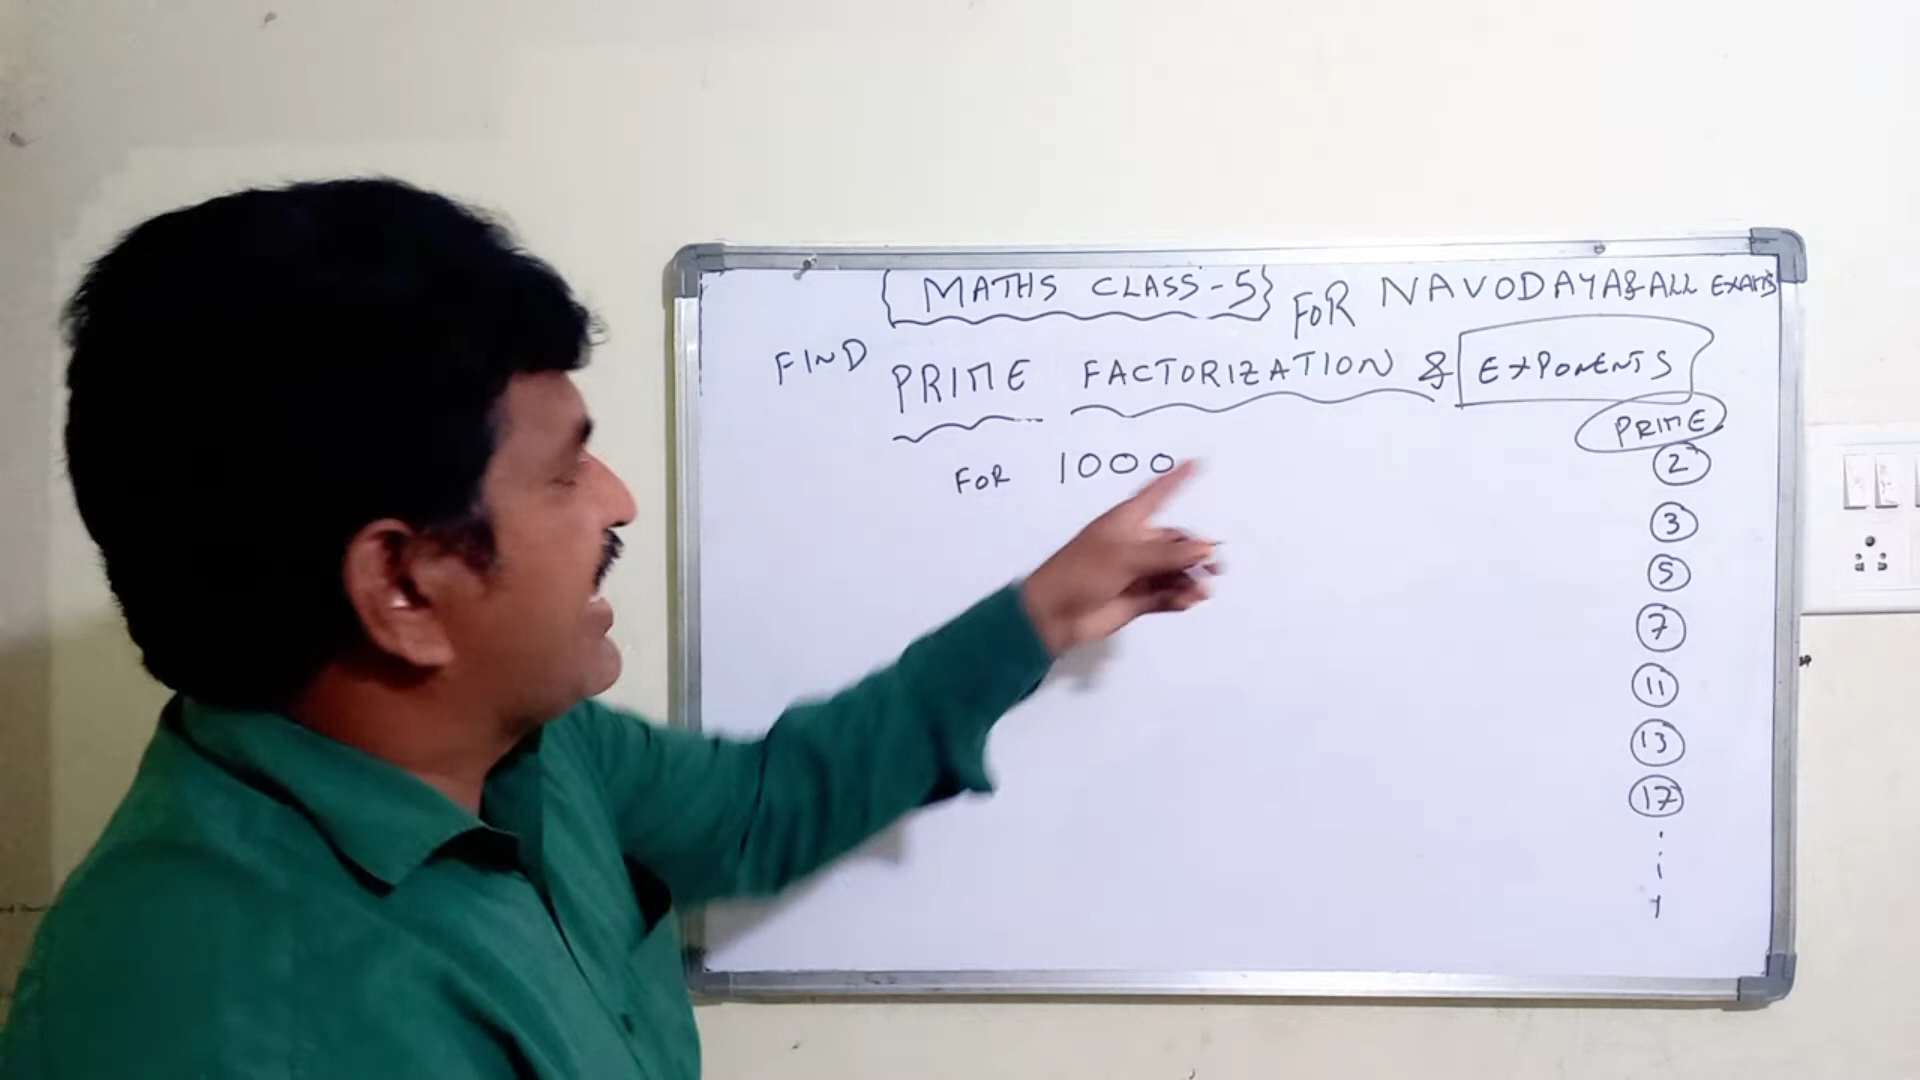 {MATHS CLASS-5} FOR NAVODAYA & ALL EXAMS
FIND PRIME FACTORIZATION & EXPONENTS
FOR 1000
PRIME
2
3
5
7
11
13
17